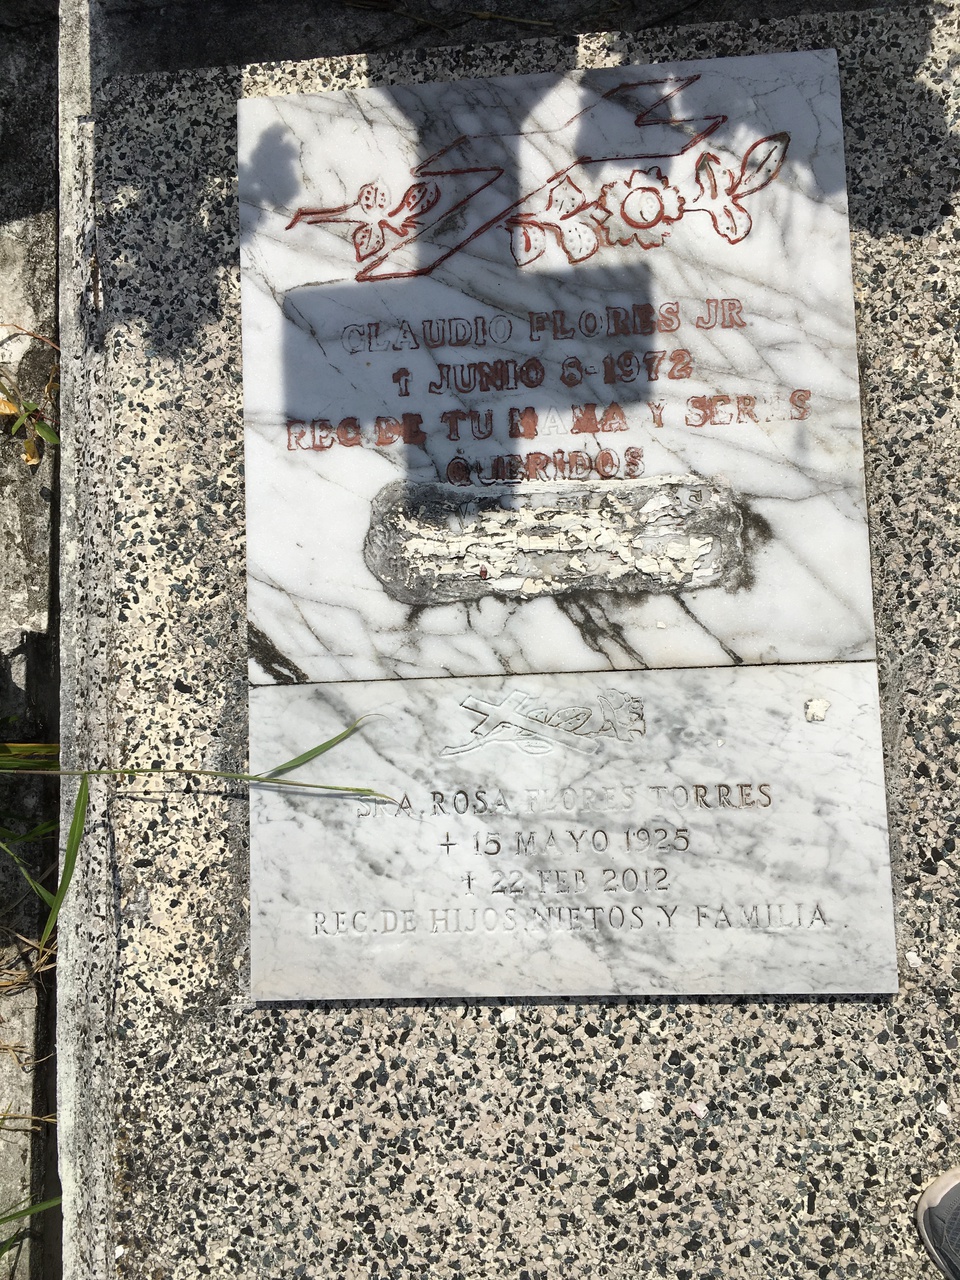 CLAUDIO FLORES JR
† JUNIO 8-1972
REC. DE TU MAMA Y SERES
QUERIDOS
SRA. ROSA FLORES TORRES
+ 15 MAYO 1925
† 22 FEB 2012
REC. DE HIJOS, NIETOS Y FAMILIA.